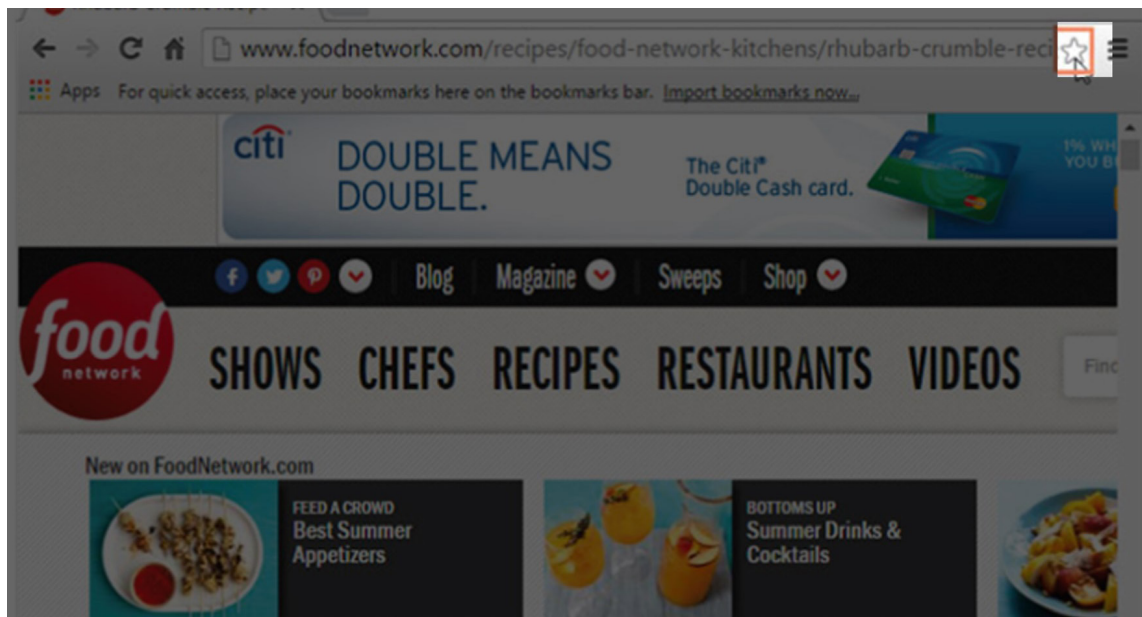 www.foodnetwork.com/recipes/food-network-kitchens/rhubarb-crumble-reci
Apps For quick access, place your bookmarks here on the bookmarks bar. Import bookmarks now...
citi
DOUBLE MEANS
DOUBLE.
The Citi®
Double Cash card.
1% WH
YOU B
Blog Magazine Sweeps Shop
food
network
SHOWS CHEFS RECIPES RESTAURANTS VIDEOS
Find
New on FoodNetwork.com
FEED A CROWD
Best Summer
Appetizers
BOTTOMS UP
Summer Drinks &
Cocktails